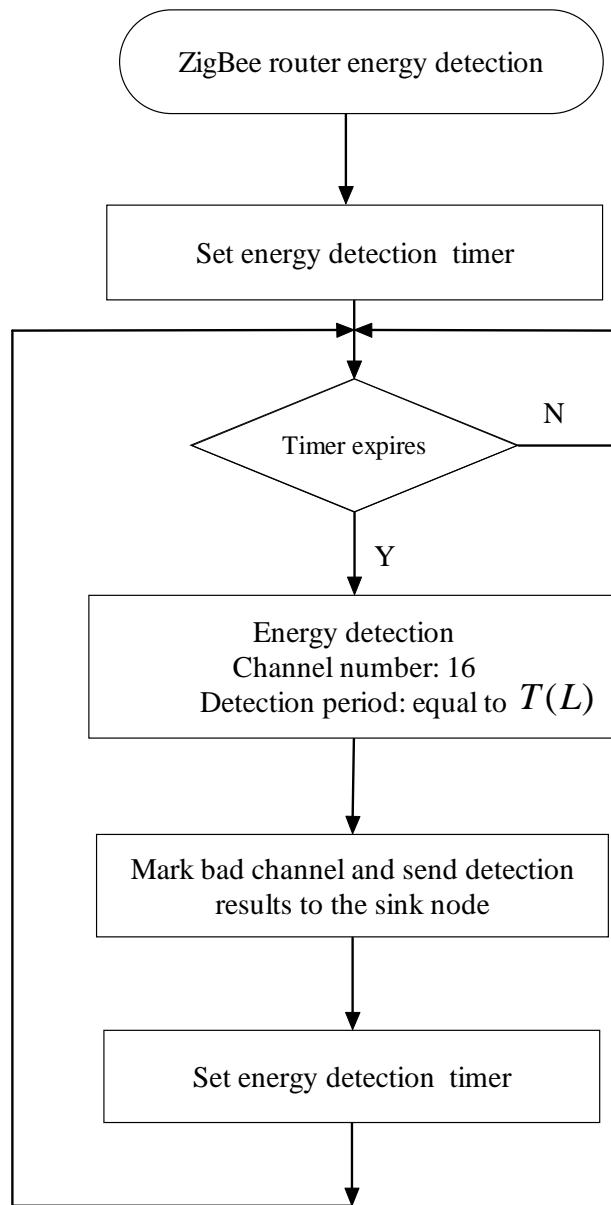 ZigBee router energy detection
Set energy detection timer
N
Timer expires
Y
Energy detection
Channel number: 16
Detection period: equal to T(L)
Mark bad channel and send detection
results to the sink node
Set energy detection timer